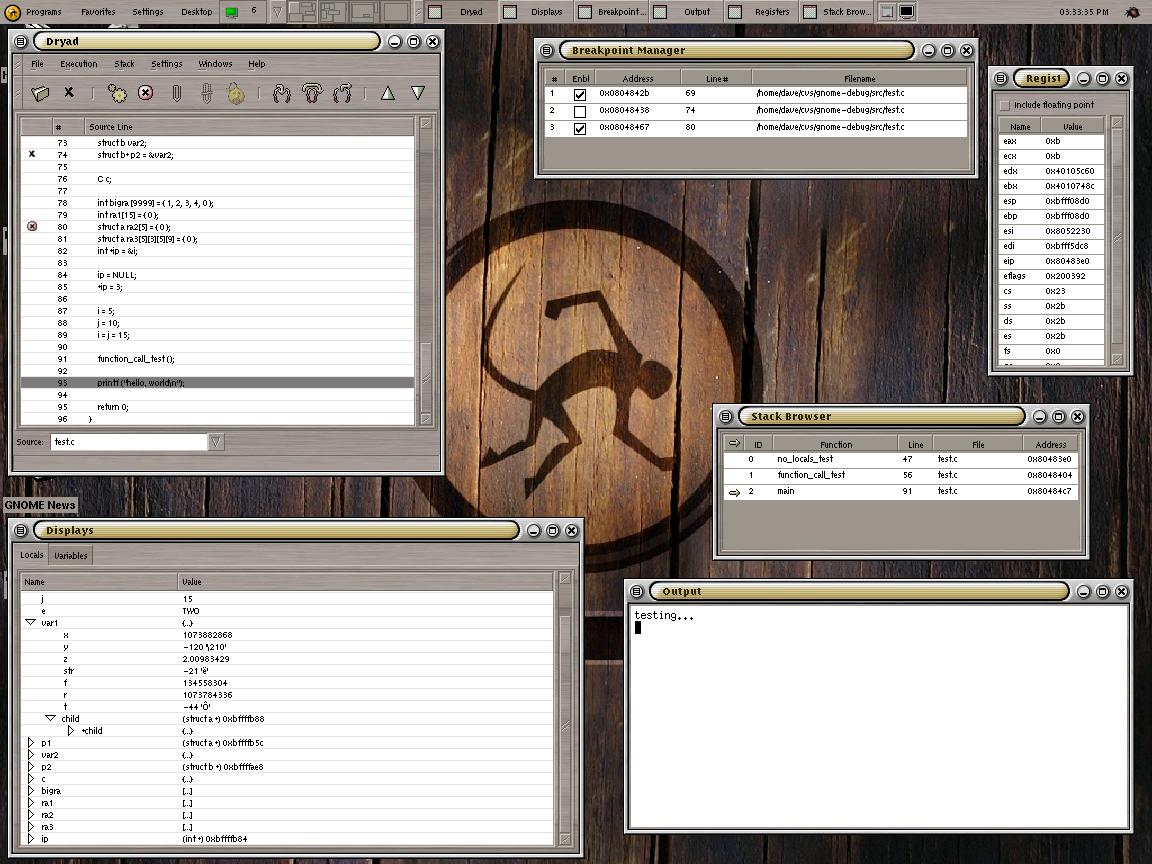 Programs Favorites Settings Desktop 6 Dryad Displays Breakpoint... Output Registers Stack Brow... 03:33:35 PM
Dryad
File Execution Stack Settings Windows Help
# Source Line
73 struct b var2;
74 struct b* p2 = &var2;
75
76 C c;
77
78 int bigra [9999] = { 1, 2, 3, 4, 0 };
79 int ra1[15] = { 0 };
80 struct a ra2[5] = { 0 };
81 struct a ra3[5][3][5][9] = { 0 };
82 int *ip = &i;
83
84 ip = NULL;
85 *ip = 3;
86
87 i = 5;
88 j = 10;
89 i = j = 15;
90
91 function_call_test ();
92
93 printf ("hello, world\n");
94
95 return 0;
96 }
Source: test.c
Breakpoint Manager
# Enbl Address Line# Filename
1 0x0804842b 69 /home/dave/cvs/gnome-debug/src/test.c
2 0x08048438 74 /home/dave/cvs/gnome-debug/src/test.c
3 0x08048467 80 /home/dave/cvs/gnome-debug/src/test.c
Regist
Include floating point
Name Value
eax 0xb
ecx 0xb
edx 0x40105c60
ebx 0x4010748c
esp 0xbfff08d0
ebp 0xbfff08d0
esi 0x8052230
edi 0xbfff5dc8
eip 0x80483e0
eflags 0x200392
cs 0x23
ss 0x2b
ds 0x2b
es 0x2b
fs 0x0
Stack Browser
ID Function Line File Address
0 no_locals_test 47 test.c 0x80483e0
1 function_call_test 56 test.c 0x8048404
2 main 91 test.c 0x80484c7
GNOME News
Displays
Locals Variables
Name Value
j 15
e TWO
var1 {...}
x 1073882868
y -120 '\210'
z 2.00983429
str -21 'ë'
f 134558304
r 1073784336
t -44 'Ô'
child (struct a *) 0xbffffb88
*child {...}
p1 (struct a *) 0xbffffb5c
var2 {...}
p2 (struct b *) 0xbffffae8
c {...}
bigra [...]
ra1 [...]
ra2 [...]
ra3 [...]
ip (int *) 0xbffffb84
Output
testing...